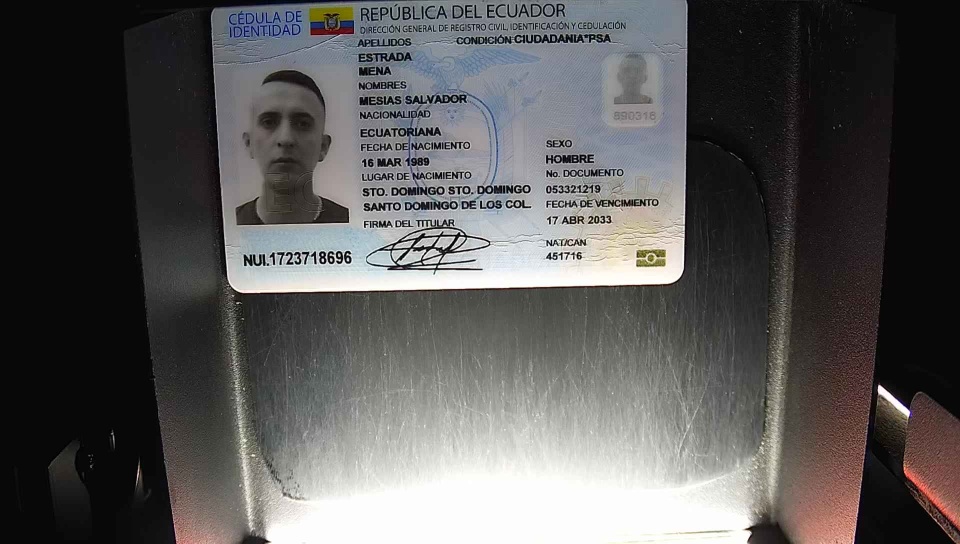 CÉDULA DE
IDENTIDAD
REPÚBLICA DEL ECUADOR
DIRECCIÓN GENERAL DE REGISTRO CIVIL, IDENTIFICACIÓN Y CEDULACIÓN
APELLIDOS
CONDICIÓN CIUDADANIA*PSA
ESTRADA
MENA
NOMBRES
MESIAS SALVADOR
NACIONALIDAD
ECUATORIANA
FECHA DE NACIMIENTO
16 MAR 1989
LUGAR DE NACIMIENTO
STO. DOMINGO STO. DOMINGO
SANTO DOMINGO DE LOS COL.
FIRMA DEL TITULAR
890316
SEXO
HOMBRE
No. DOCUMENTO
053321219
FECHA DE VENCIMIENTO
17 ABR 2033
NAT/CAN
451716
NUI.1723718696